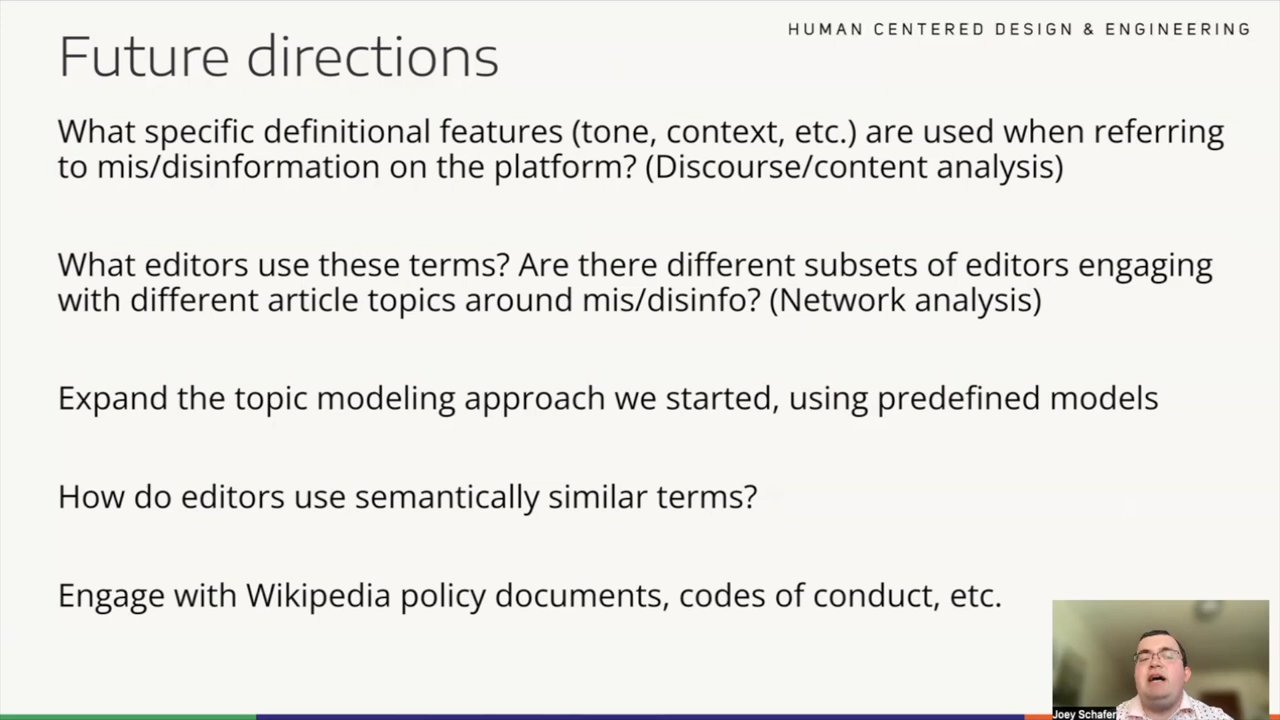 HUMAN CENTERED DESIGN & ENGINEERING
Future directions
What specific definitional features (tone, context, etc.) are used when referring
to mis/disinformation on the platform? (Discourse/content analysis)
What editors use these terms? Are there different subsets of editors engaging
with different article topics around mis/disinfo? (Network analysis)
Expand the topic modeling approach we started, using predefined models
How do editors use semantically similar terms?
Engage with Wikipedia policy documents, codes of conduct, etc.
Joey Schafer